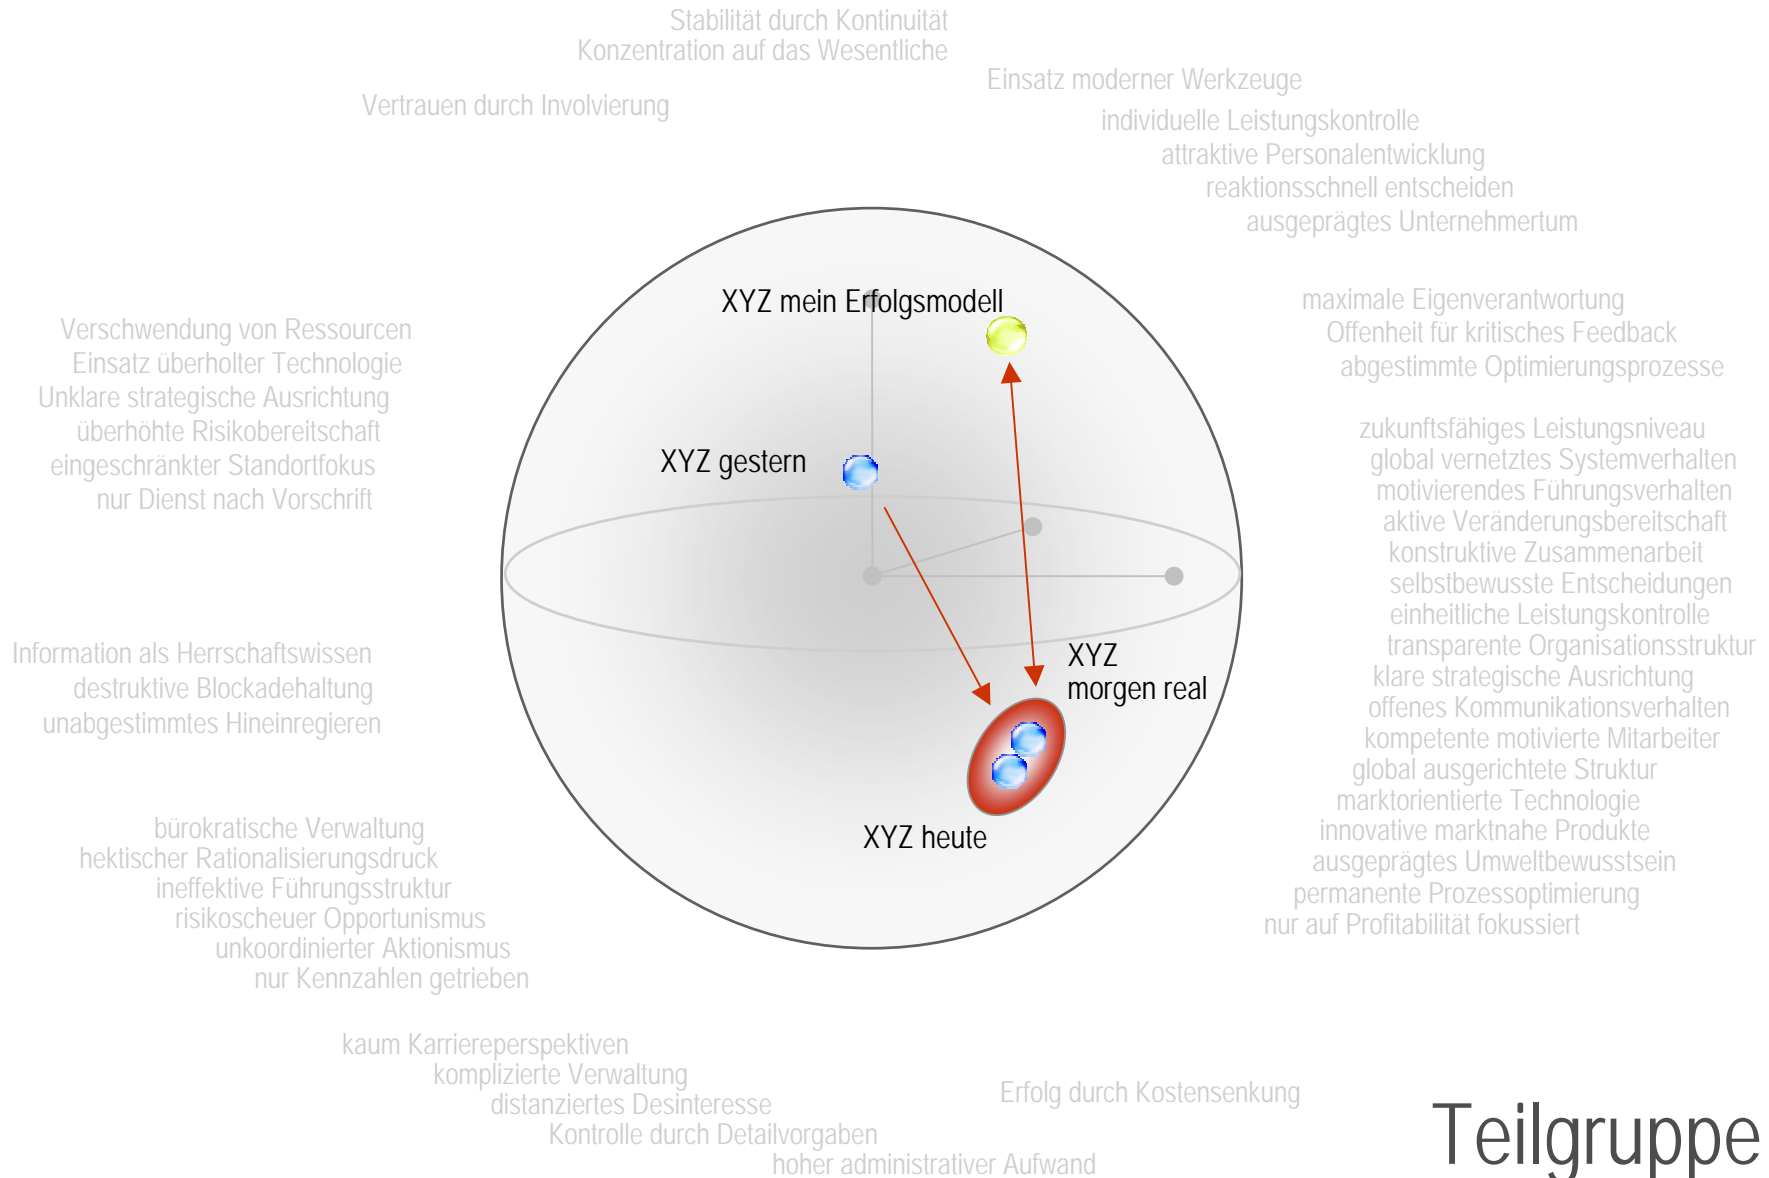 Stabilität durch Kontinuität
Konzentration auf das Wesentliche
Einsatz moderner Werkzeuge
Vertrauen durch Involvierung
individuelle Leistungskontrolle
attraktive Personalentwicklung
reaktionsschnell entscheiden
ausgeprägtes Unternehmertum
XYZ mein Erfolgsmodell
XYZ gestern
XYZ
morgen real
XYZ heute
maximale Eigenverantwortung
Offenheit für kritisches Feedback
abgestimmte Optimierungsprozesse
zukunftsfähiges Leistungsniveau
global vernetztes Systemverhalten
motivierendes Führungsverhalten
aktive Veränderungsbereitschaft
konstruktive Zusammenarbeit
selbstbewusste Entscheidungen
einheitliche Leistungskontrolle
transparente Organisationsstruktur
klare strategische Ausrichtung
offenes Kommunikationsverhalten
kompetente motivierte Mitarbeiter
global ausgerichtete Struktur
marktorientierte Technologie
innovative marktnahe Produkte
ausgeprägtes Umweltbewusstsein
permanente Prozessoptimierung
nur auf Profitabilität fokussiert
Verschwendung von Ressourcen
Einsatz überholter Technologie
Unklare strategische Ausrichtung
überhöhte Risikobereitschaft
eingeschränkter Standortfokus
nur Dienst nach Vorschrift
Information als Herrschaftswissen
destruktive Blockadehaltung
unabgestimmtes Hineinregieren
bürokratische Verwaltung
hektischer Rationalisierungsdruck
ineffektive Führungsstruktur
risikoscheuer Opportunismus
unkoordinierter Aktionismus
nur Kennzahlen getrieben
kaum Karriereperspektiven
komplizierte Verwaltung
distanziertes Desinteresse
Kontrolle durch Detailvorgaben
hoher administrativer Aufwand
Erfolg durch Kostensenkung
Teilgruppe